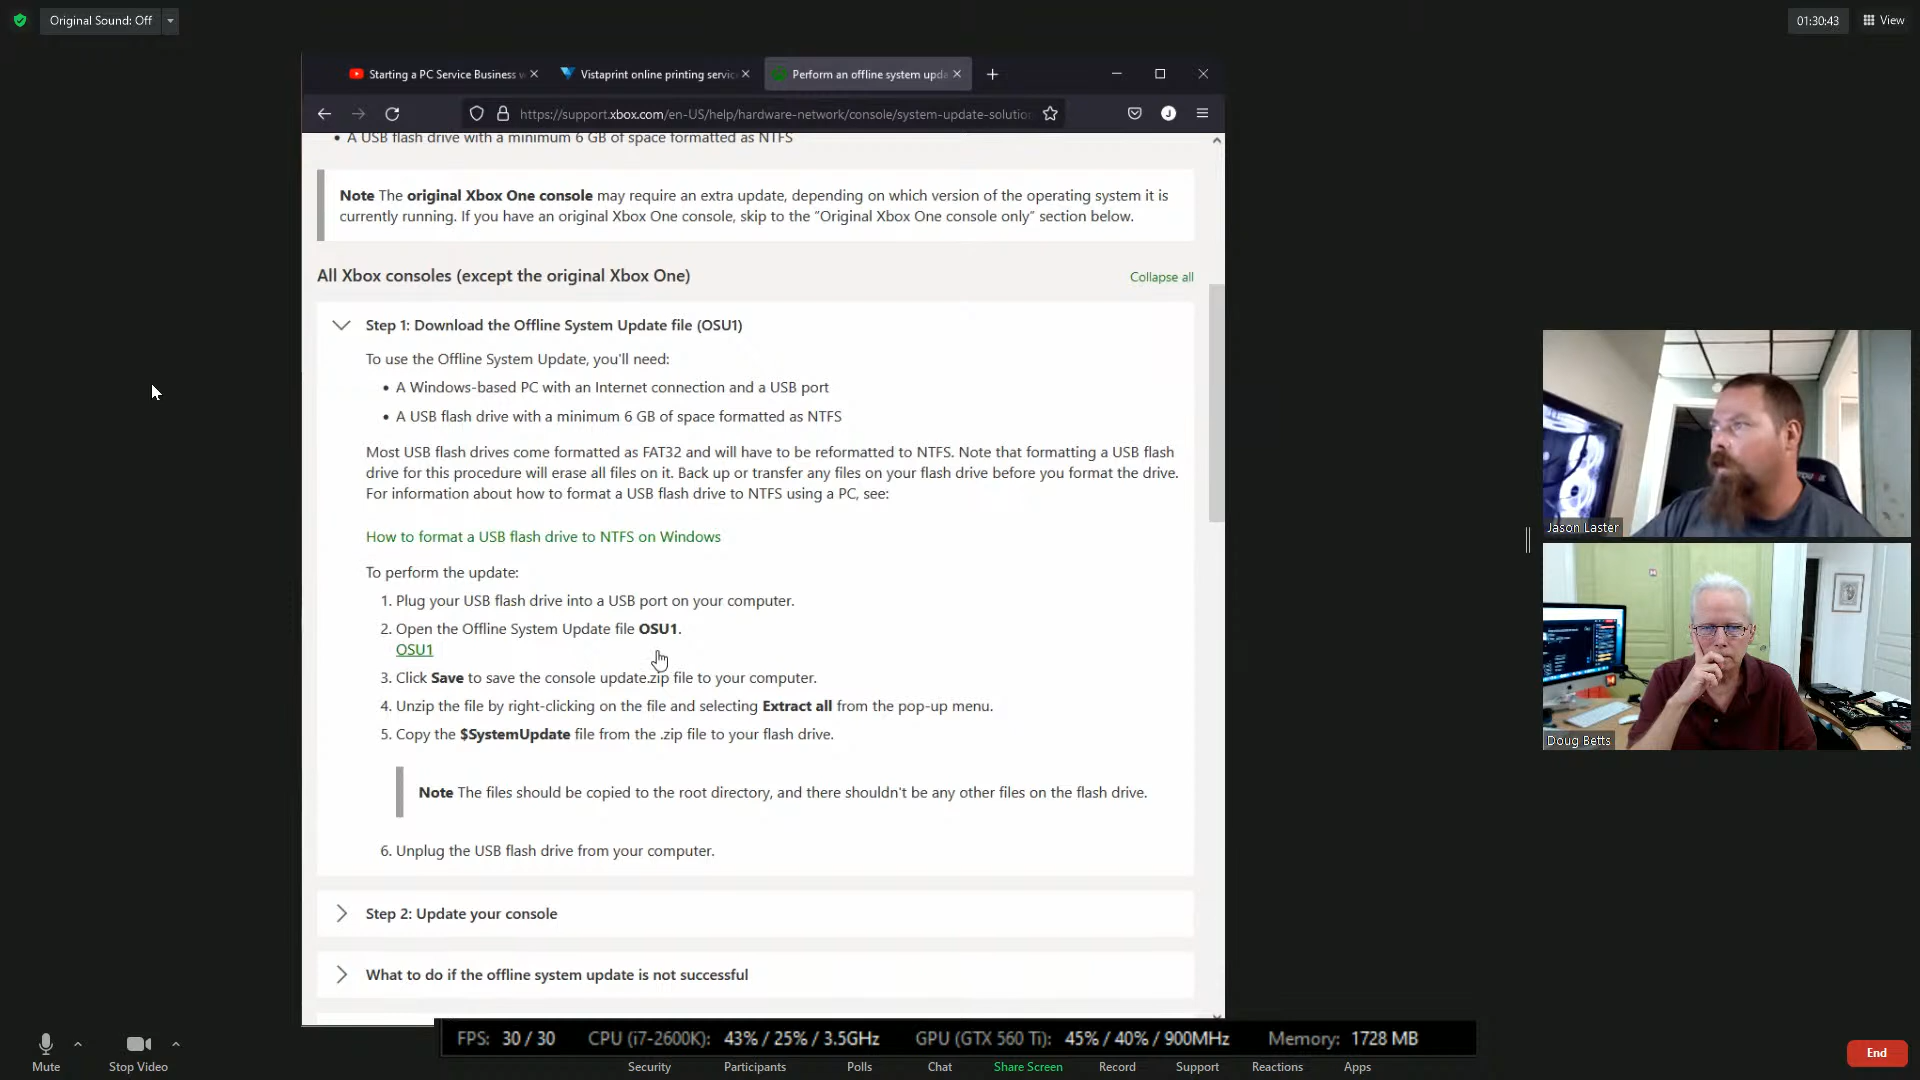 Original Sound: Off
01:30:43
View
Starting a PC Service Business w
Vistaprint online printing servic
Perform an offline system upda
https://support.xbox.com/en-US/help/hardware-network/console/system-update-solutio
J
• A USB flash drive with a minimum 6 GB of space formatted as NTFS
Note The original Xbox One console may require an extra update, depending on which version of the operating system it is
currently running. If you have an original Xbox One console, skip to the “Original Xbox One console only” section below.
All Xbox consoles (except the original Xbox One)
Collapse all
Step 1: Download the Offline System Update file (OSU1)
To use the Offline System Update, you'll need:
• A Windows-based PC with an Internet connection and a USB port
• A USB flash drive with a minimum 6 GB of space formatted as NTFS
Most USB flash drives come formatted as FAT32 and will have to be reformatted to NTFS. Note that formatting a USB flash
drive for this procedure will erase all files on it. Back up or transfer any files on your flash drive before you format the drive.
For information about how to format a USB flash drive to NTFS using a PC, see:
How to format a USB flash drive to NTFS on Windows
To perform the update:
1. Plug your USB flash drive into a USB port on your computer.
2. Open the Offline System Update file OSU1.
OSU1
3. Click Save to save the console update.zip file to your computer.
4. Unzip the file by right-clicking on the file and selecting Extract all from the pop-up menu.
5. Copy the $SystemUpdate file from the .zip file to your flash drive.
Note The files should be copied to the root directory, and there shouldn't be any other files on the flash drive.
6. Unplug the USB flash drive from your computer.
Step 2: Update your console
What to do if the offline system update is not successful
Jason Laster
Doug Betts
FPS: 30 / 30 CPU (i7-2600K): 43% / 25% / 3.5GHz GPU (GTX 560 Ti): 45% / 40% / 900MHz Memory: 1728 MB
Mute
Stop Video
Security
Participants
Polls
Chat
Share Screen
Record
Support
Reactions
Apps
End